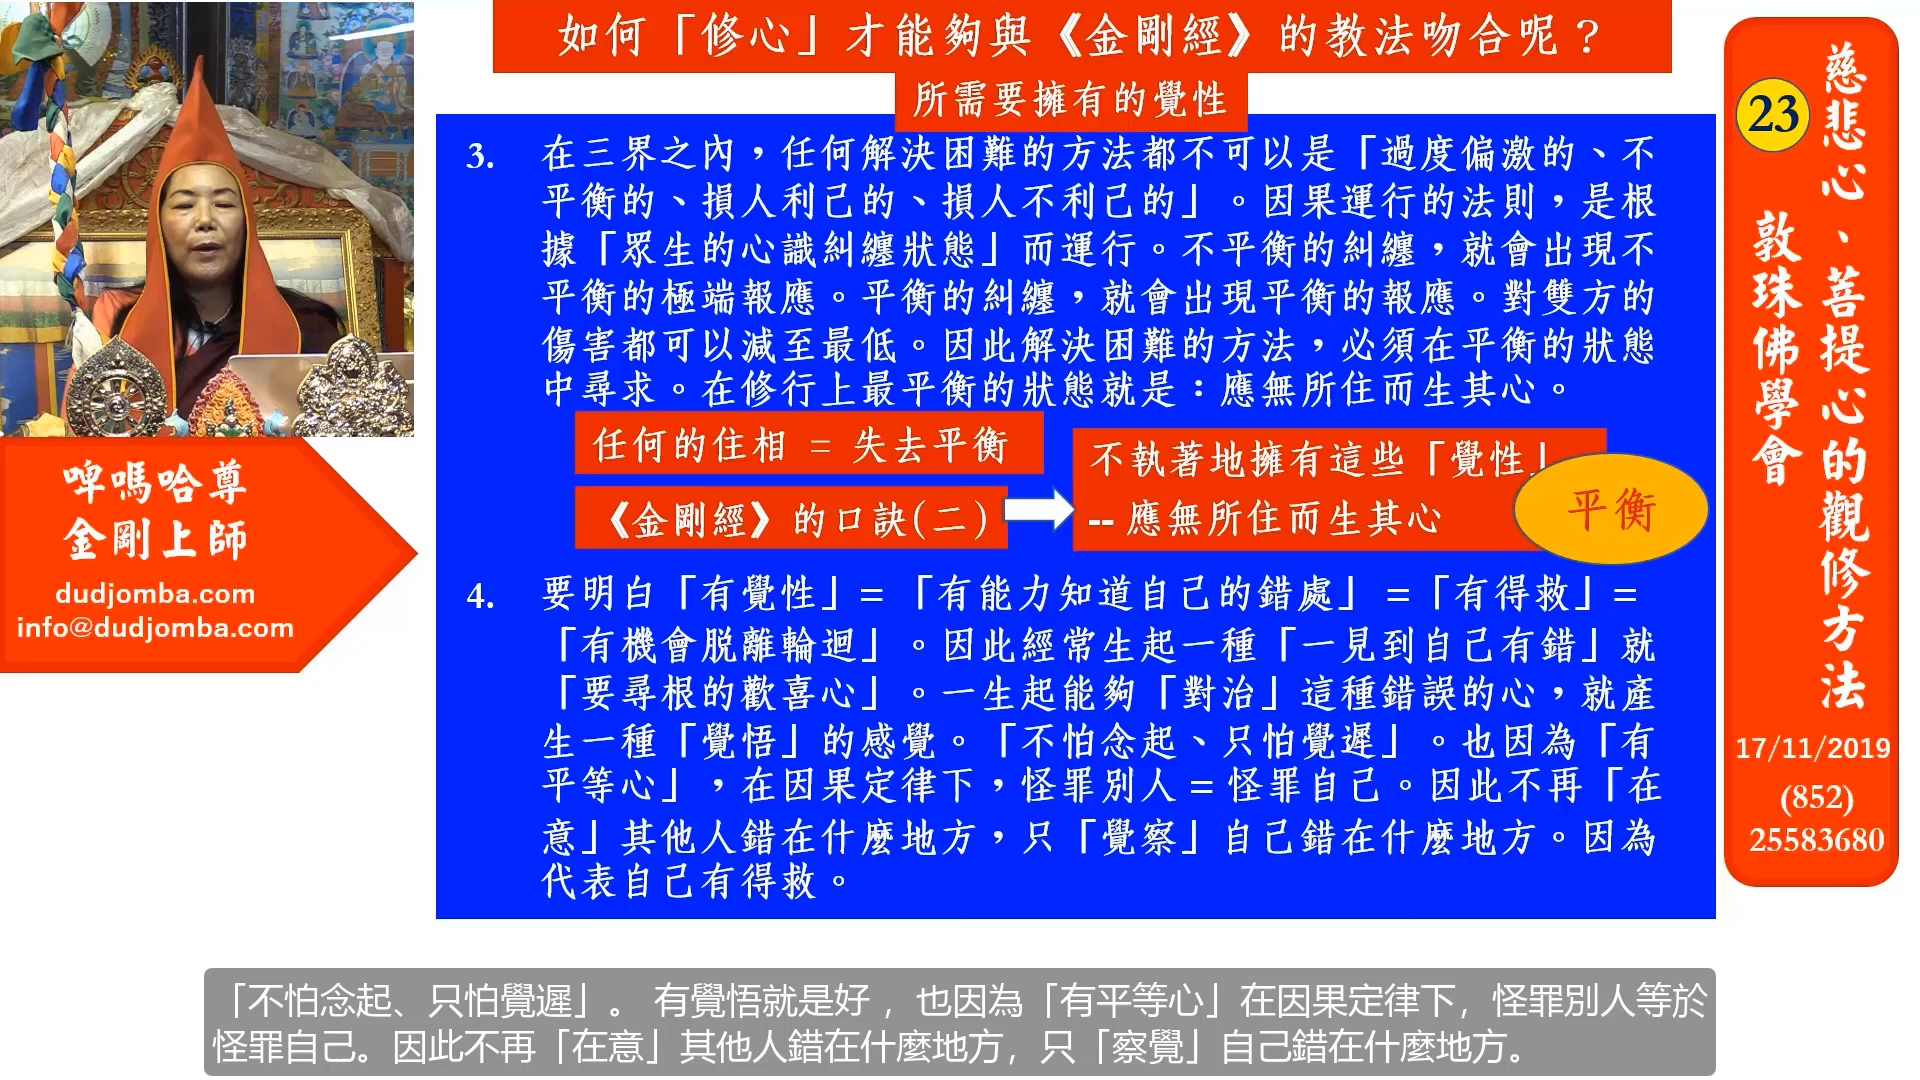 如何「修心」才能夠與《金剛經》的教法吻合呢？
所需要擁有的覺性
3. 在三界之內，任何解決困難的方法都不可以是「過度偏激的、不
平衡的、損人利己的、損人不利己的」。因果運行的法則，是根
據「眾生的心識糾纏狀態」而運行。不平衡的糾纏，就會出現不
平衡的極端報應。平衡的糾纏，就會出現平衡的報應。對雙方的
傷害都可以減至最低。因此解決困難的方法，必須在平衡的狀態
中尋求。在修行上最平衡的狀態就是：應無所住而生其心。
任何的住相 = 失去平衡
《金剛經》的口訣(二)
不執著地擁有這些「覺性」
-- 應無所住而生其心
平衡
4. 要明白「有覺性」=「有能力知道自己的錯處」=「有得救」=
「有機會脫離輪迴」。因此經常生起一種「一見到自己有錯」就
「要尋根的歡喜心」。一生起能夠「對治」這種錯誤的心，就產
生一種「覺悟」的感覺。「不怕念起、只怕覺遲」。也因為「有
平等心」，在因果定律下，怪罪別人 = 怪罪自己。因此不再「在
意」其他人錯在什麼地方，只「覺察」自己錯在什麼地方。因為
代表自己有得救。
啤嗎哈尊
金剛上師
dudjomba.com
info@dudjomba.com
23
慈悲心、菩提心的觀修方法
敦珠佛學會
17/11/2019
(852)
25583680
「不怕念起、只怕覺遲」。 有覺悟就是好 ，也因為「有平等心」在因果定律下，怪罪別人等於
怪罪自己。因此不再「在意」其他人錯在什麼地方，只「察覺」自己錯在什麼地方。